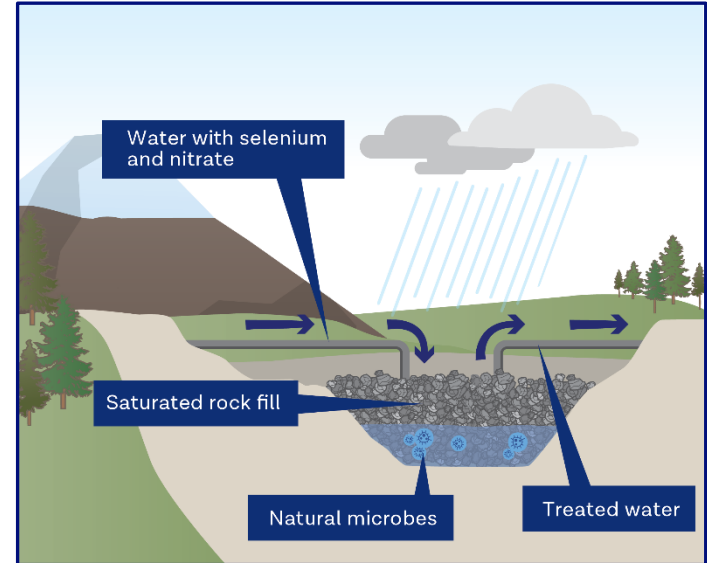 Water with selenium
and nitrate
Saturated rock fill
Natural microbes
Treated water